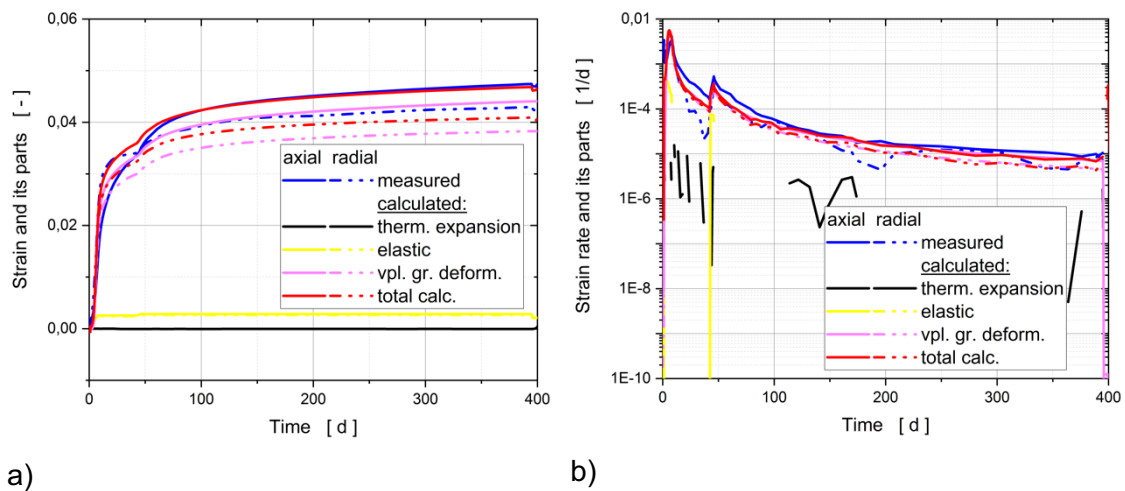 0,06
0,04
0,02
0,00
Strain and its parts [ - ]
axial radial
measured
calculated:
therm. expansion
elastic
vpl. gr. deform.
total calc.
0 100 200 300 400
Time [ d ]
a)
0,01
1E-4
1E-6
1E-8
1E-10
Strain rate and its parts [ 1/d ]
axial radial
measured
calculated:
therm. expansion
elastic
vpl. gr. deform.
total calc.
0 100 200 300 400
Time [ d ]
b)